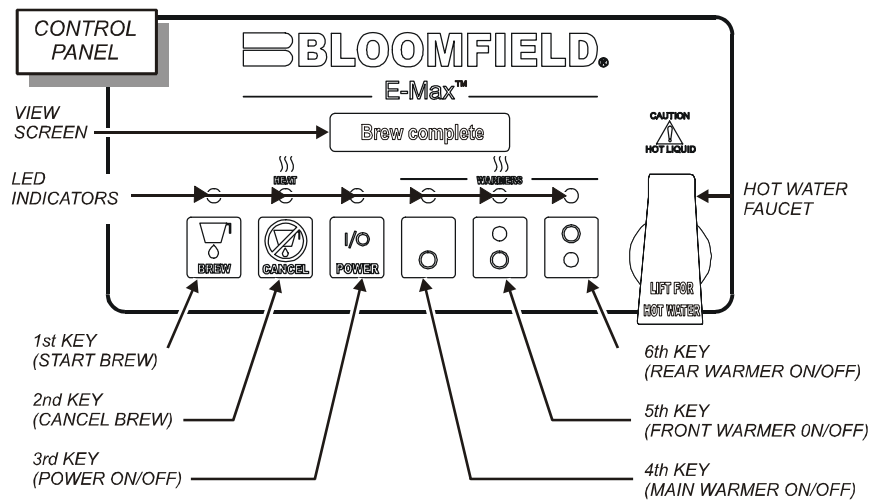 CONTROL
PANEL
BLOOMFIELD®
E-Max™
VIEW
SCREEN
Brew complete
CAUTION
HOT LIQUID
LED
INDICATORS
HEAT
WARMERS
HOT WATER
FAUCET
BREW
CANCEL
I/O
POWER
LIFT FOR
HOT WATER
1st KEY
(START BREW)
2nd KEY
(CANCEL BREW)
3rd KEY
(POWER ON/OFF)
6th KEY
(REAR WARMER ON/OFF)
5th KEY
(FRONT WARMER 0N/OFF)
4th KEY
(MAIN WARMER ON/OFF)